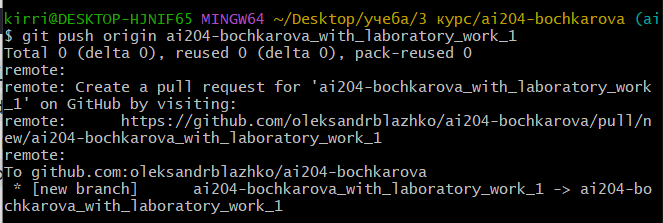 kirri@DESKTOP-HJNIF65 MINGW64 ~/Desktop/учеба/3 курс/ai204-bochkarova (ai
$ git push origin ai204-bochkarova_with_laboratory_work_1
Total 0 (delta 0), reused 0 (delta 0), pack-reused 0
remote:
remote: Create a pull request for 'ai204-bochkarova_with_laboratory_work
_1' on GitHub by visiting:
remote:      https://github.com/oleksandrblazhko/ai204-bochkarova/pull/n
ew/ai204-bochkarova_with_laboratory_work_1
remote:
To github.com:oleksandrblazhko/ai204-bochkarova
 * [new branch]      ai204-bochkarova_with_laboratory_work_1 -> ai204-bo
chkarova_with_laboratory_work_1